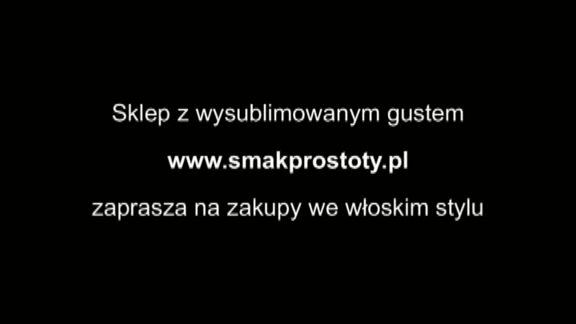 Sklep z wysublimowanym gustem
www.smakprostoty.pl
zaprasza na zakupy we włoskim stylu